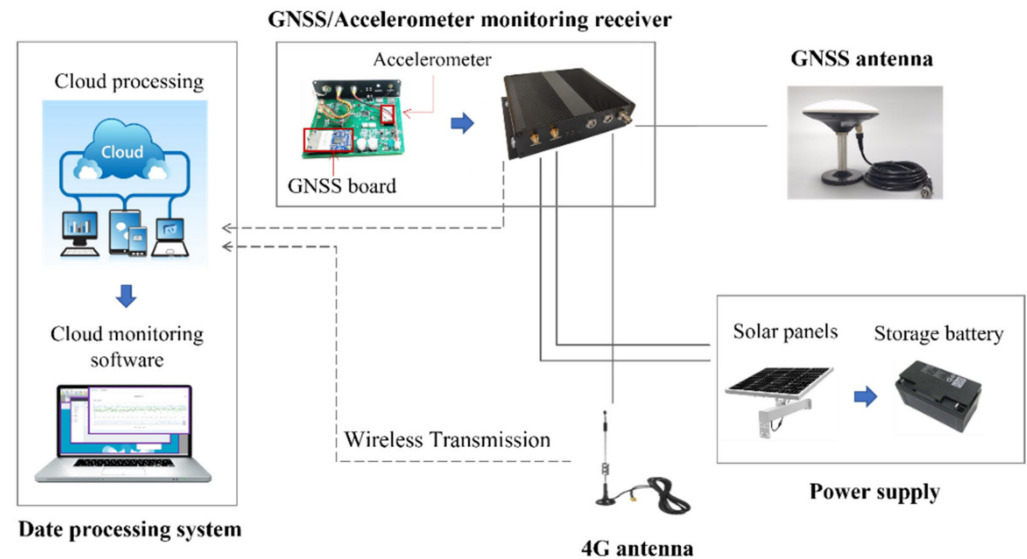 GNSS/Accelerometer monitoring receiver
Cloud processing
Accelerometer
GNSS antenna
Cloud
GNSS board
Cloud monitoring
software
Solar panels
Storage battery
Wireless Transmission
Power supply
Date processing system
4G antenna